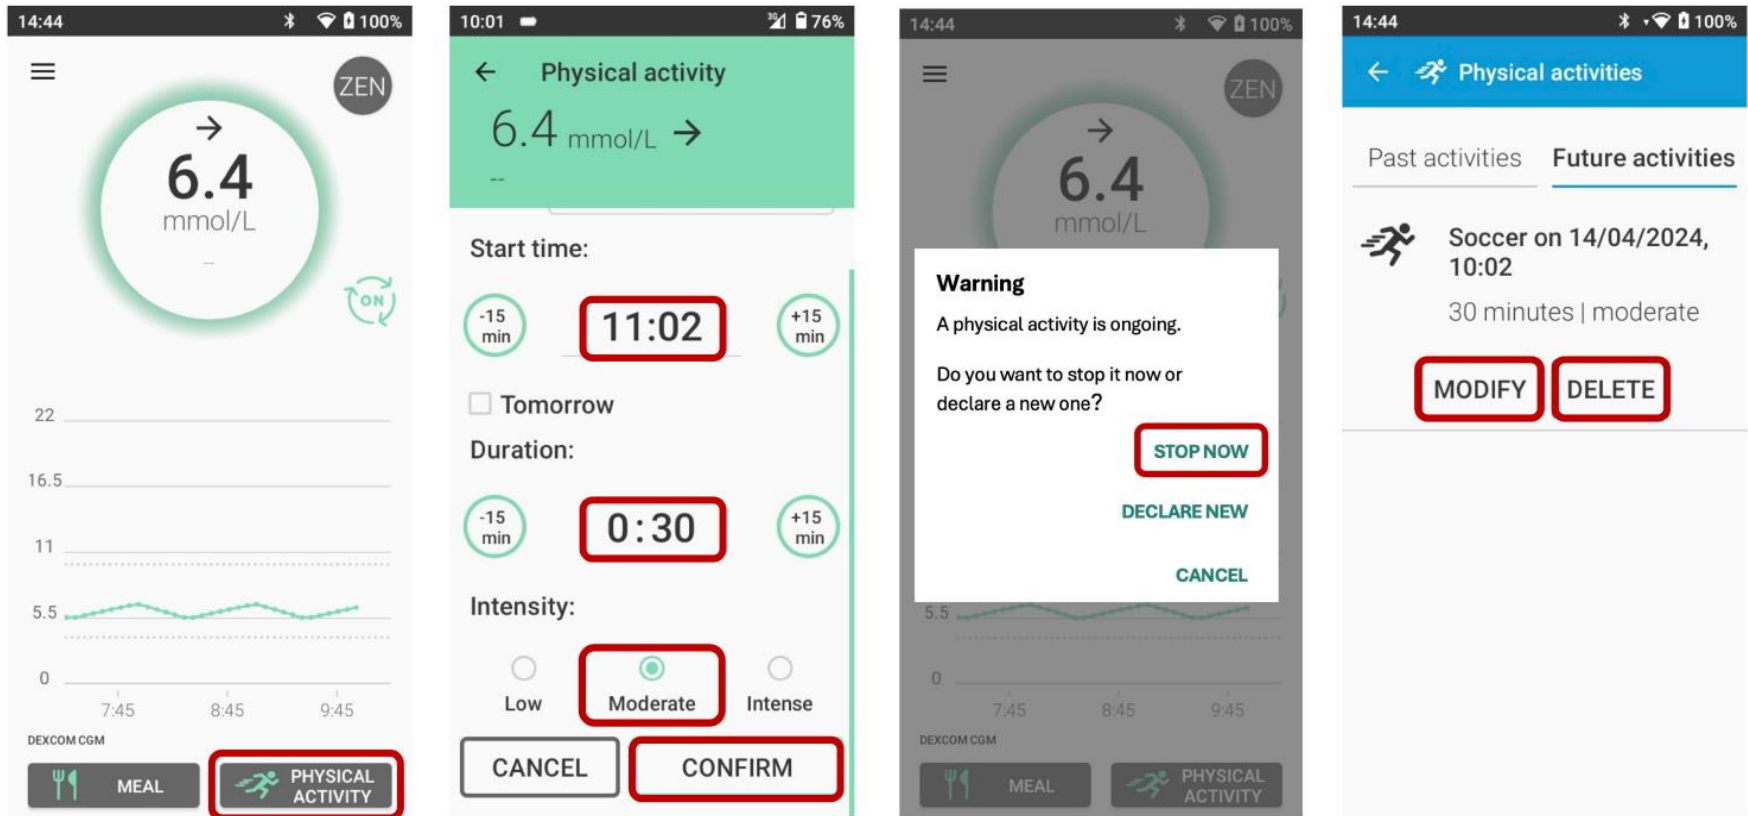 14:44 100%
ZEN
6.4
mmol/L
--
ON
22
16.5
11
5.5
0
7:45 8:45 9:45
DEXCOM CGM
MEAL
PHYSICAL
ACTIVITY
10:01 3G 76%
Physical activity
6.4 mmol/L
--
Start time:
-15
min
11:02
+15
min
Tomorrow
Duration:
-15
min
0:30
+15
min
Intensity:
Low Moderate Intense
CANCEL CONFIRM
14:44 100%
ZEN
6.4
mmol/L
Warning
A physical activity is ongoing.
Do you want to stop it now or
declare a new one?
STOP NOW
DECLARE NEW
CANCEL
5.5
0
7:45 8:45 9:45
DEXCOM CGM
MEAL
PHYSICAL
ACTIVITY
14:44 100%
Physical activities
Past activities Future activities
Soccer on 14/04/2024,
10:02
30 minutes | moderate
MODIFY DELETE